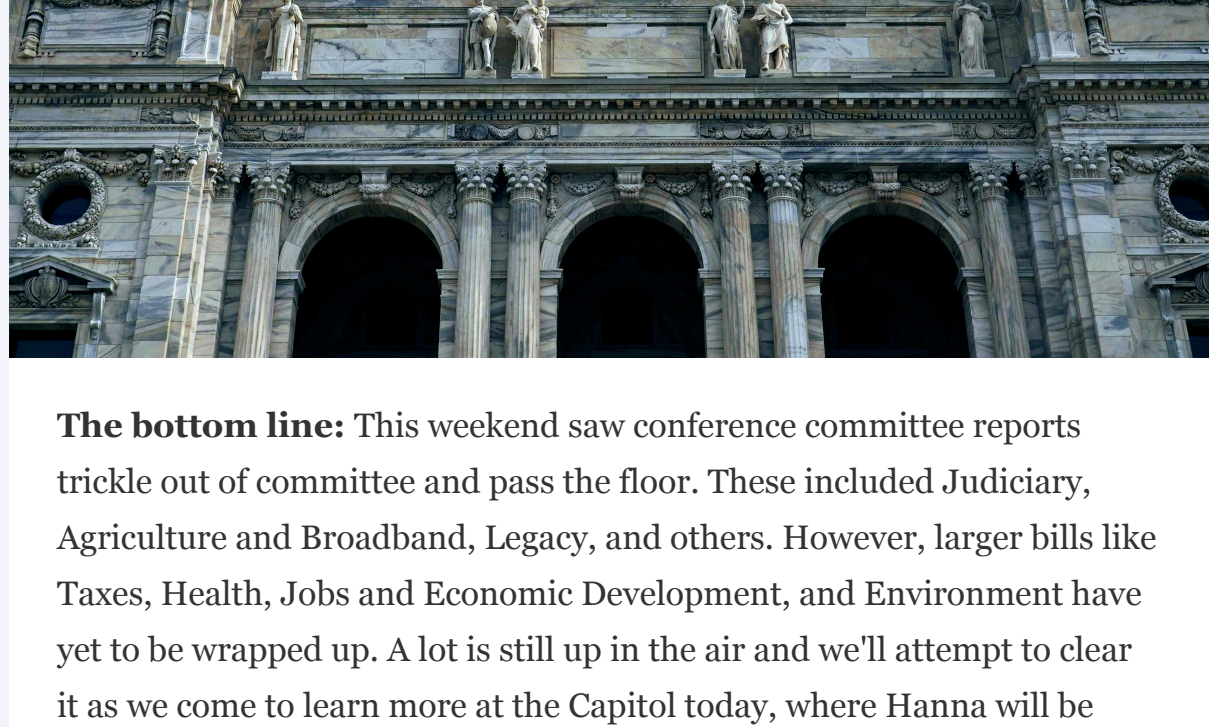 The bottom line: This weekend saw conference committee reports
trickle out of committee and pass the floor. These included Judiciary,
Agriculture and Broadband, Legacy, and others. However, larger bills like
Taxes, Health, Jobs and Economic Development, and Environment have
yet to be wrapped up. A lot is still up in the air and we'll attempt to clear
it as we come to learn more at the Capitol today, where Hanna will be